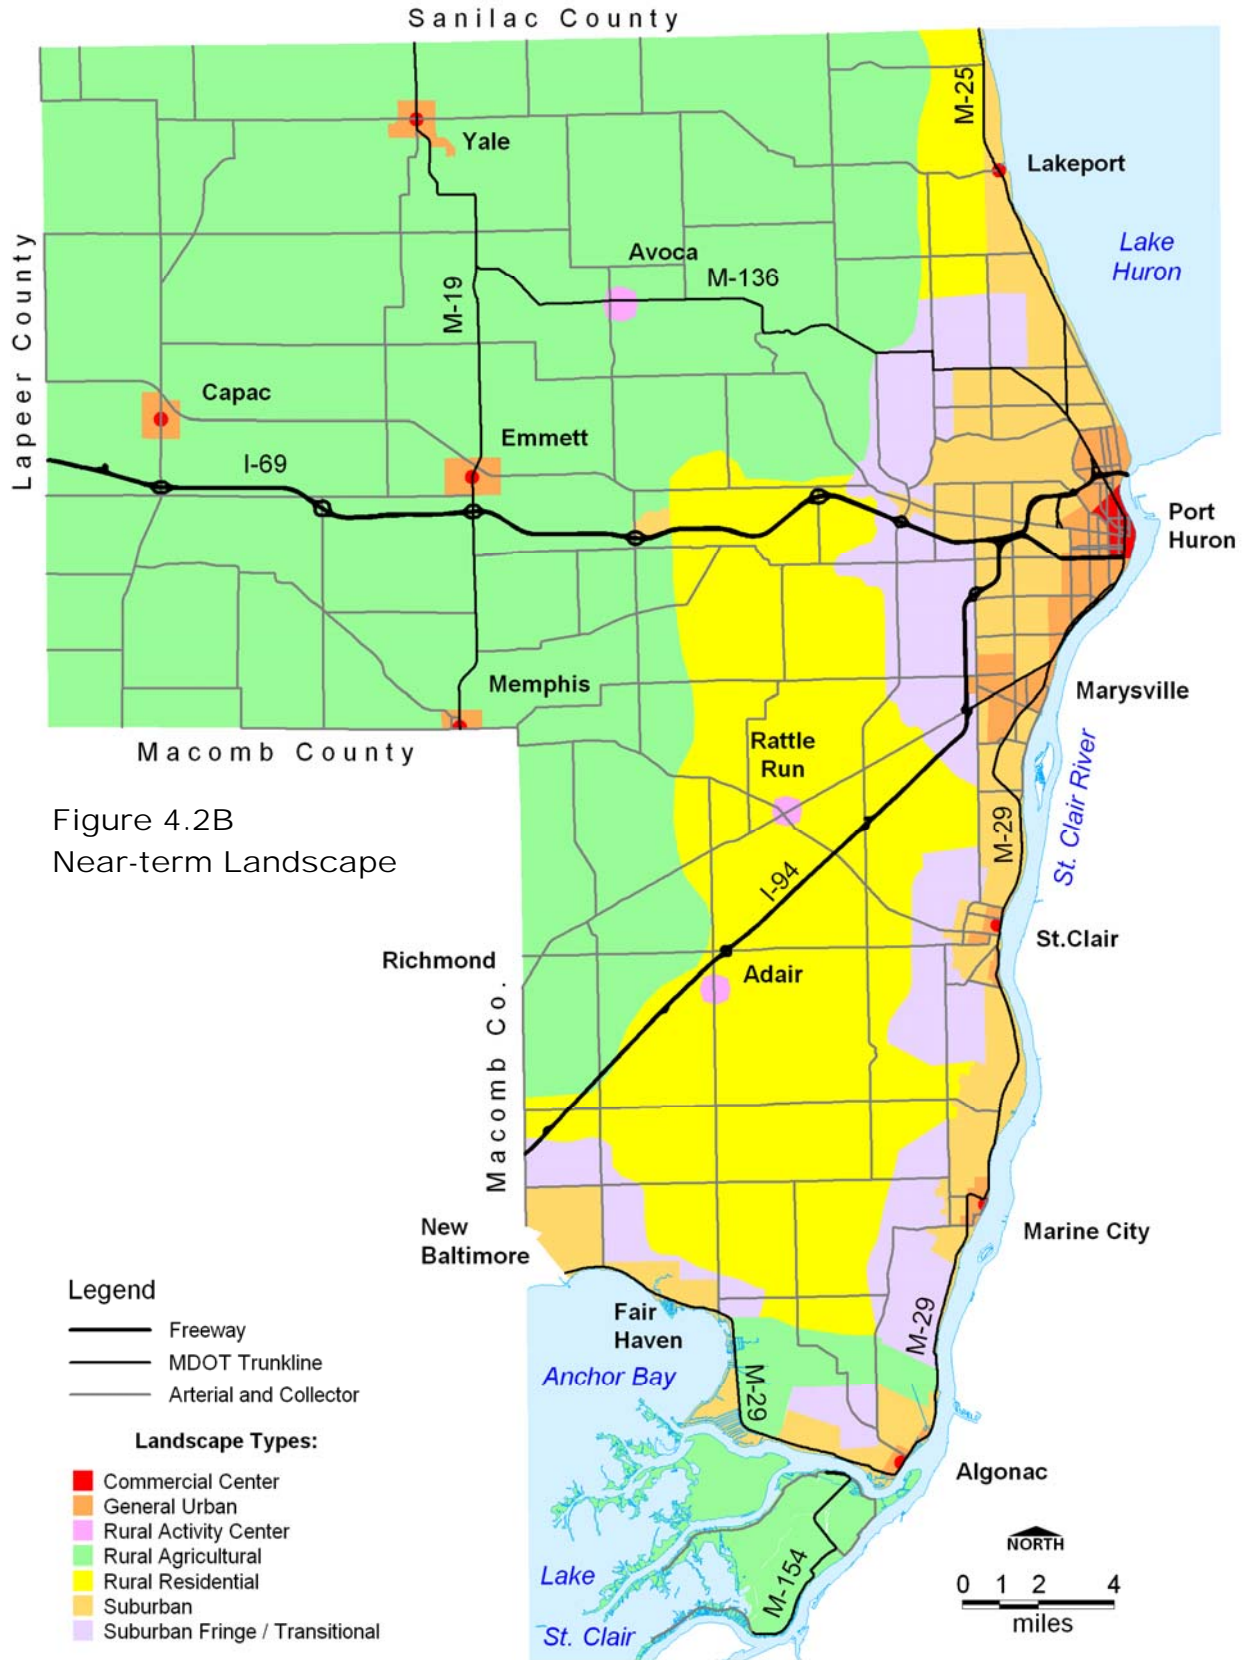 Sanilac County
M-25
Yale
Lakeport
Lake
Huron
Avoca
M-136
Lapeer County
M-19
Capac
Emmett
I-69
Port
Huron
Memphis
Marysville
Macomb County
Rattle
Run
St. Clair River
Figure 4.2B
Near-term Landscape
M-29
I-94
St.Clair
Richmond
Adair
Macomb Co.
New
Baltimore
Marine City
Legend
Freeway
MDOT Trunkline
Arterial and Collector
Fair
Haven
M-29
Anchor Bay
M-29
Landscape Types:
Commercial Center
General Urban
Rural Activity Center
Rural Agricultural
Rural Residential
Suburban
Suburban Fringe / Transitional
Algonac
M-154
Lake
St. Clair
NORTH
0 1 2 4
miles